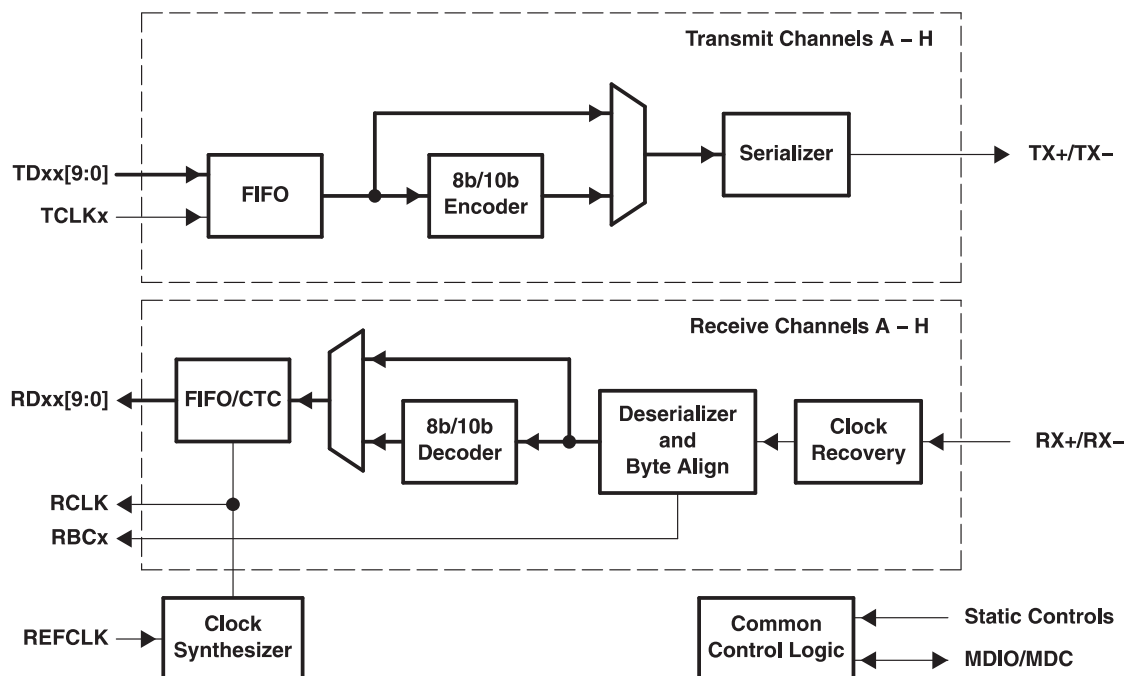 Transmit Channels A – H
TDxx[9:0]
TCLKx
FIFO
8b/10b
Encoder
Serializer
TX+/TX–
Receive Channels A – H
RDxx[9:0]
FIFO/CTC
8b/10b
Decoder
Deserializer
and
Byte Align
Clock
Recovery
RX+/RX–
RCLK
RBCx
REFCLK
Clock
Synthesizer
Common
Control Logic
Static Controls
MDIO/MDC